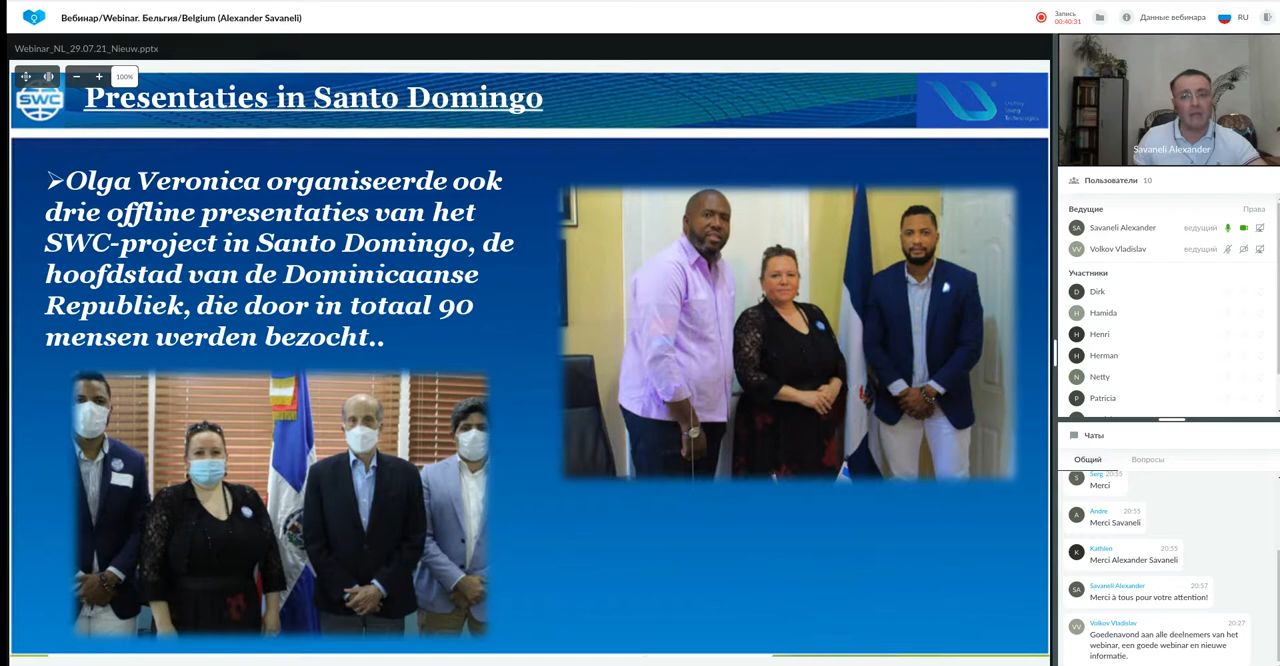 Вебинар/Webinar. Бельгия/Belgium (Alexander Savaneli)
Запись
00:40:31
Данные вебинара
RU
Webinar_NL_29.07.21_Nieuw.pptx
100%
SWC
Presentaties in Santo Domingo
➢Olga Veronica organiseerde ook
drie offline presentaties van het
SWC-project in Santo Domingo, de
hoofdstad van de Dominicaanse
Republiek, die door in totaal 90
mensen werden bezocht..
Savaneli Alexander
Пользователи 10
Ведущие Права
SA Savaneli Alexander ведущий
VV Volkov Vladislav ведущий
Участники
D Dirk
H Hamida
H Henri
H Herman
N Netty
P Patricia
Чаты
Общий Вопросы
S Serg 20:55
Merci
A Andre 20:55
Merci Savaneli
K Kathlen 20:55
Merci Alexander Savaneli
SA Savaneli Alexander 20:57
Merci à tous pour votre attention!
VV Volkov Vladislav 20:27
Goedenavond aan alle deelnemers van het
webinar, een goede webinar en nieuwe
informatie.